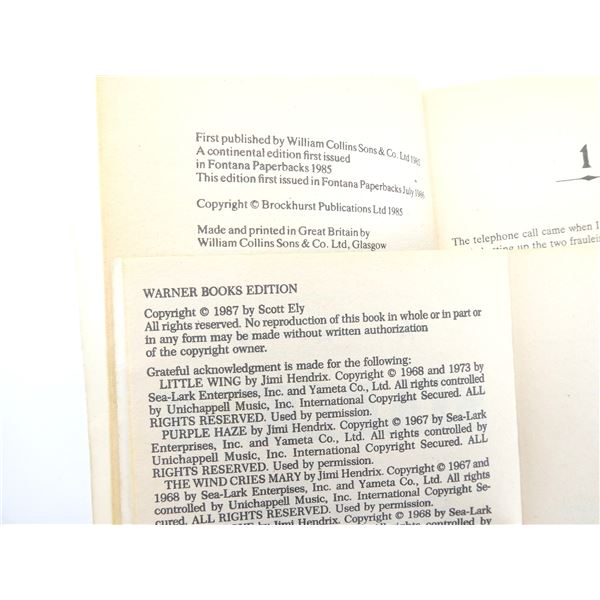 First published by William Collins Sons & Co. Ltd
A continental edition first issued
in Fontana Paperbacks 1985
This edition first issued in Fontana Paperbacks July
Copyright © Brockhurst Publications Ltd 1985
Made and printed in Great Britain by
William Collins Sons & Co. Ltd, Glasgow
1
The telephone call came when I
up the two fraulein
WARNER BOOKS EDITION
Copyright © 1987 by Scott Ely
All rights reserved. No reproduction of this book in whole or in part or
in any form may be made without written authorization
of the copyright owner.
Grateful acknowledgment is made for the following:
LITTLE WING by Jimi Hendrix. Copyright © 1968 and 1973 by
Sea-Lark Enterprises, Inc. and Yameta Co., Ltd. All rights controlled
by Unichappell Music, Inc. International Copyright Secured. ALL
RIGHTS RESERVED. Used by permission.
PURPLE HAZE by Jimi Hendrix. Copyright © 1967 by Sea-Lark
Enterprises, Inc. and Yameta Co., Ltd. All rights controlled by
Unichappell Music, Inc. International Copyright Secured. ALL
RIGHTS RESERVED. Used by permission.
THE WIND CRIES MARY by Jimi Hendrix. Copyright © 1967 and
1968 by Sea-Lark Enterpises, Inc. and Yameta Co., Ltd. All rights
controlled by Unichappell Music, Inc. International Copyright Se-
cured. ALL RIGHTS RESERVED. Used by permission.
by Jimi Hendrix. Copyright © 1968 by Sea-Lark